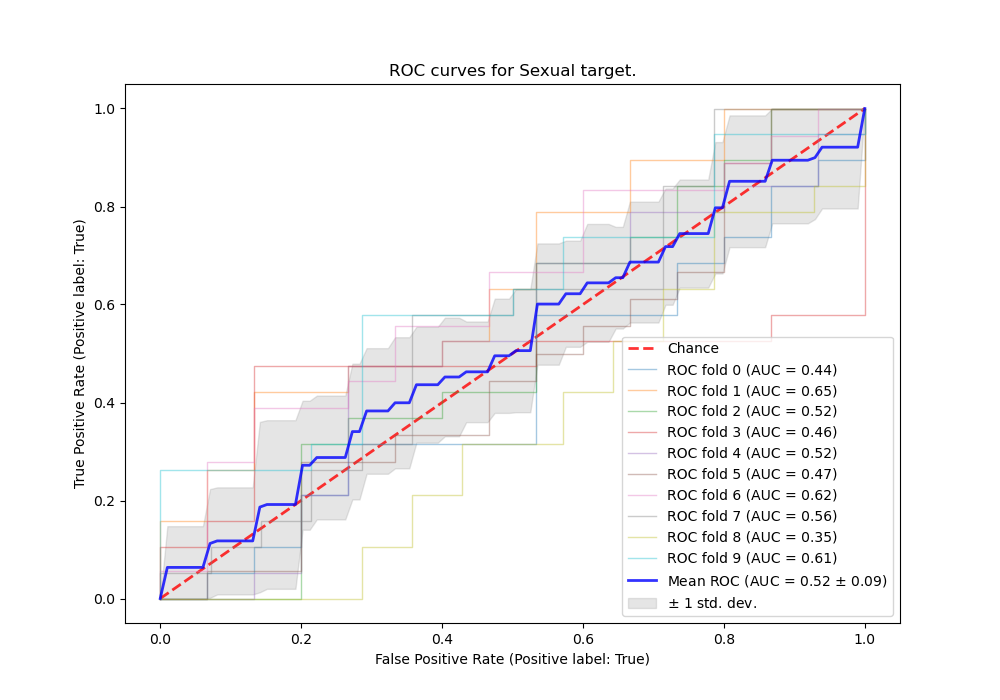 ROC curves for Sexual target.
True Positive Rate (Positive label: True)
1.0
0.8
0.6
0.4
0.2
0.0
0.0 0.2 0.4 0.6 0.8 1.0
False Positive Rate (Positive label: True)
Chance
ROC fold 0 (AUC = 0.44)
ROC fold 1 (AUC = 0.65)
ROC fold 2 (AUC = 0.52)
ROC fold 3 (AUC = 0.46)
ROC fold 4 (AUC = 0.52)
ROC fold 5 (AUC = 0.47)
ROC fold 6 (AUC = 0.62)
ROC fold 7 (AUC = 0.56)
ROC fold 8 (AUC = 0.35)
ROC fold 9 (AUC = 0.61)
Mean ROC (AUC = 0.52 ± 0.09)
± 1 std. dev.